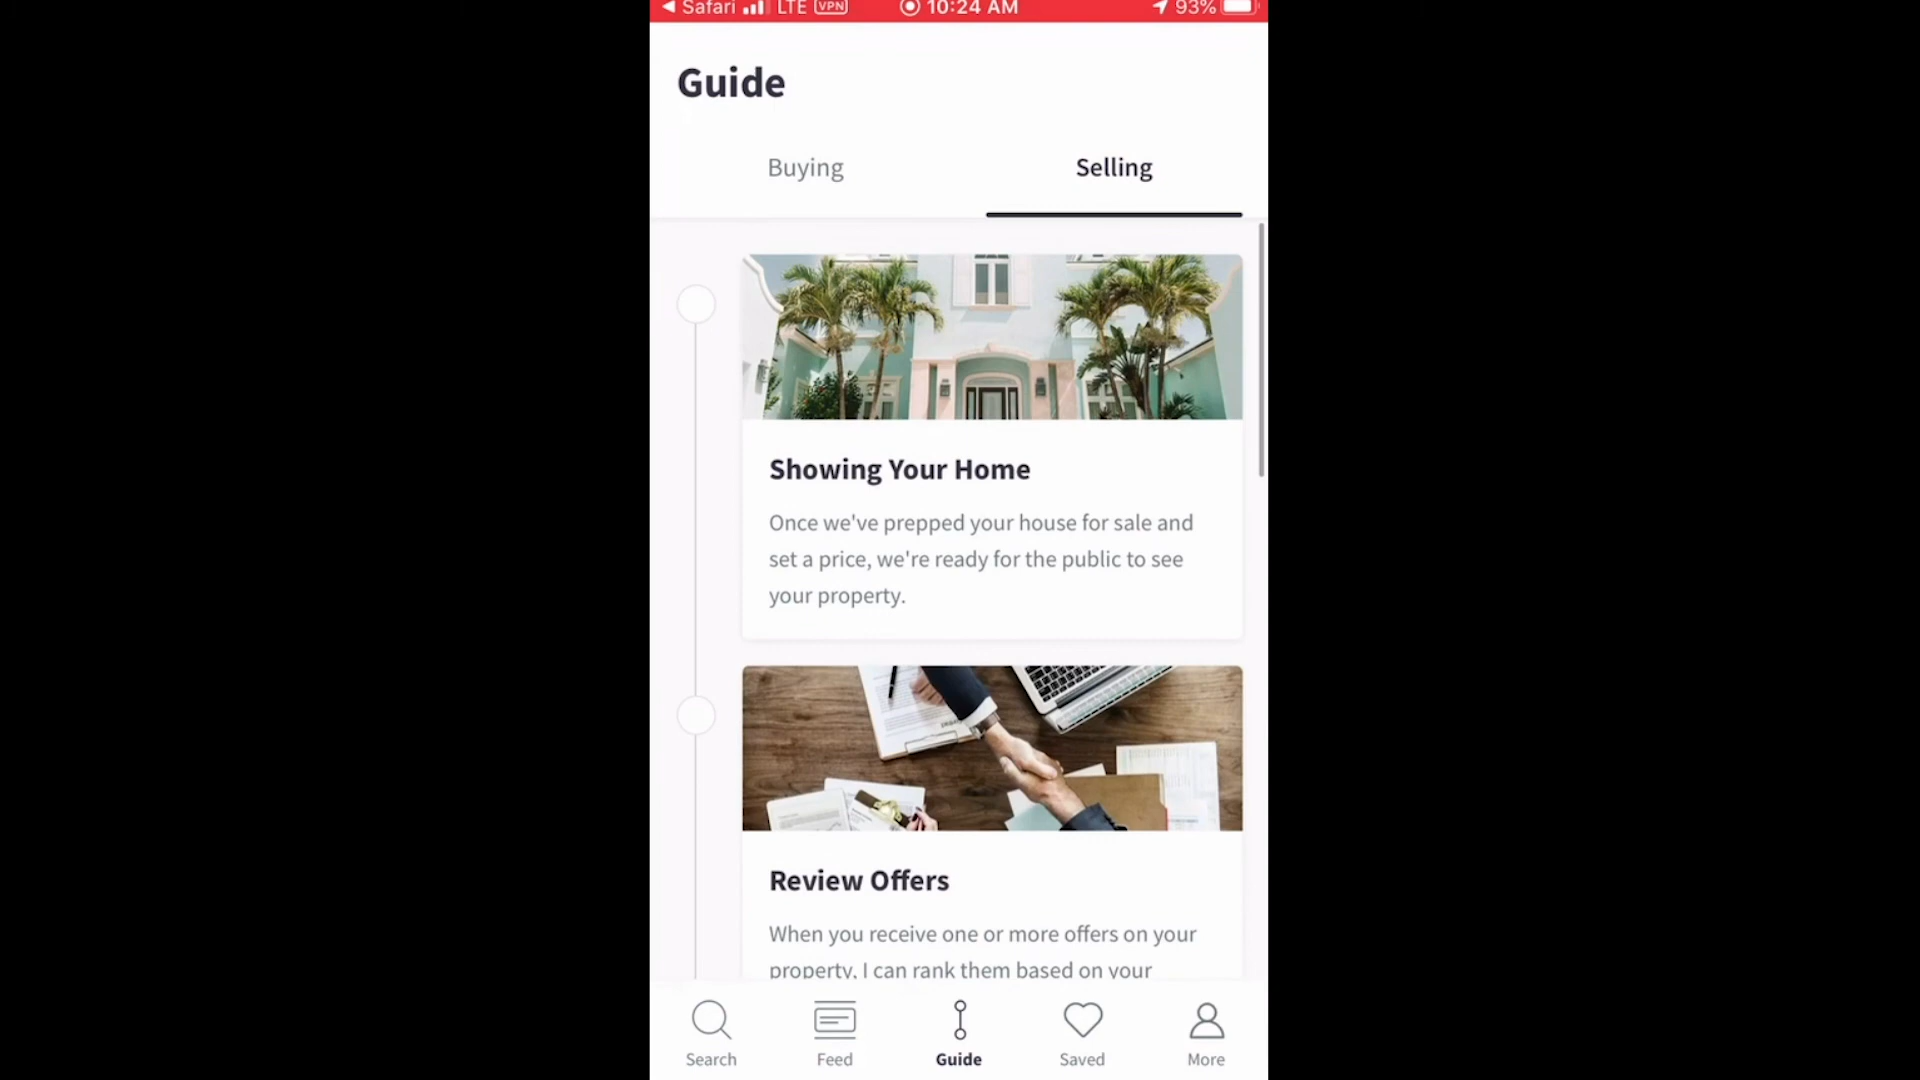 Safari LTE VPN 10:24 AM 93%
Guide
Buying Selling
Showing Your Home
Once we've prepped your house for sale and
set a price, we're ready for the public to see
your property.
Review Offers
When you receive one or more offers on your
property, I can rank them based on your
Search Feed Guide Saved More